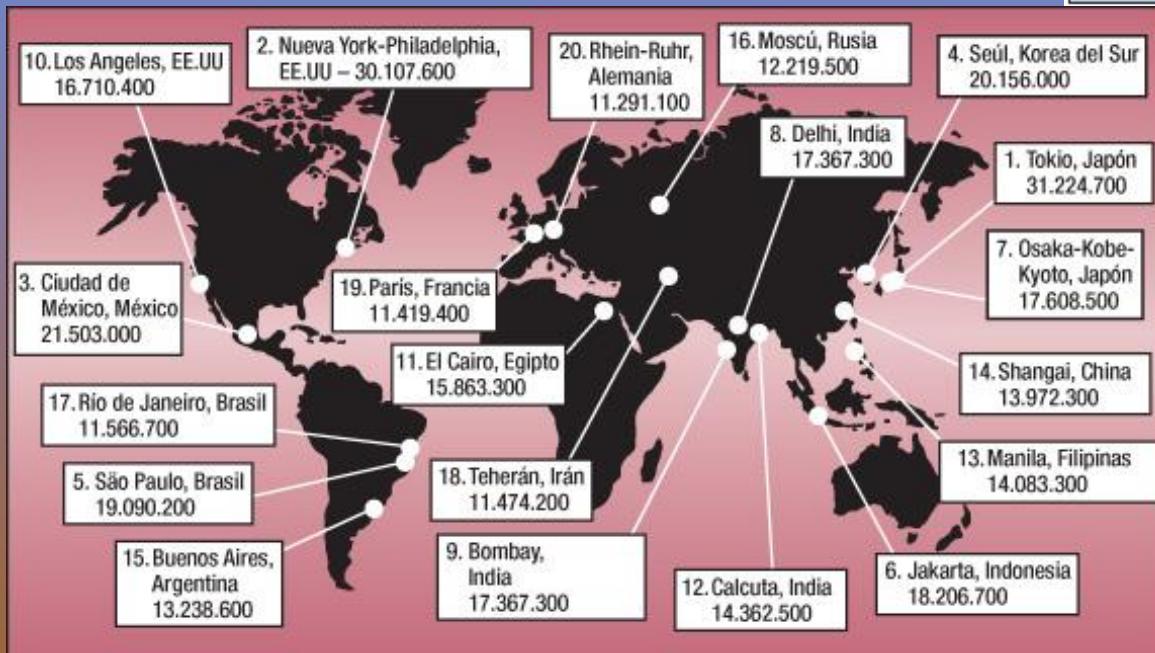 10. Los Angeles, EE.UU
16.710.400
2. Nueva York-Philadelphia,
EE.UU – 30.107.600
20. Rhein-Ruhr,
Alemania
11.291.100
16. Moscú, Rusia
12.219.500
4. Seúl, Korea del Sur
20.156.000
8. Delhi, India
17.367.300
1. Tokio, Japón
31.224.700
3. Ciudad de
México, México
21.503.000
19. París, Francia
11.419.400
7. Osaka-Kobe-
Kyoto, Japón
17.608.500
11. El Cairo, Egipto
15.863.300
14. Shangai, China
13.972.300
17. Río de Janeiro, Brasil
11.566.700
5. São Paulo, Brasil
19.090.200
18. Teherán, Irán
11.474.200
13. Manila, Filipinas
14.083.300
15. Buenos Aires,
Argentina
13.238.600
9. Bombay,
India
17.367.300
12. Calcuta, India
14.362.500
6. Jakarta, Indonesia
18.206.700